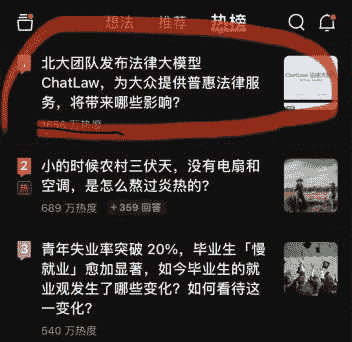 想法 推荐 热榜
北大团队发布法律大模型
ChatLaw，为大众提供普惠法律服
务，将带来哪些影响？
2
小的时候农村三伏天，没有电扇和
空调，是怎么熬过炎热的？
热
689 万热度 +359 回答
3
青年失业率突破 20%，毕业生「慢
就业」愈加显著，如今毕业生的就
业观发生了哪些变化？如何看待这
一变化？
540 万热度